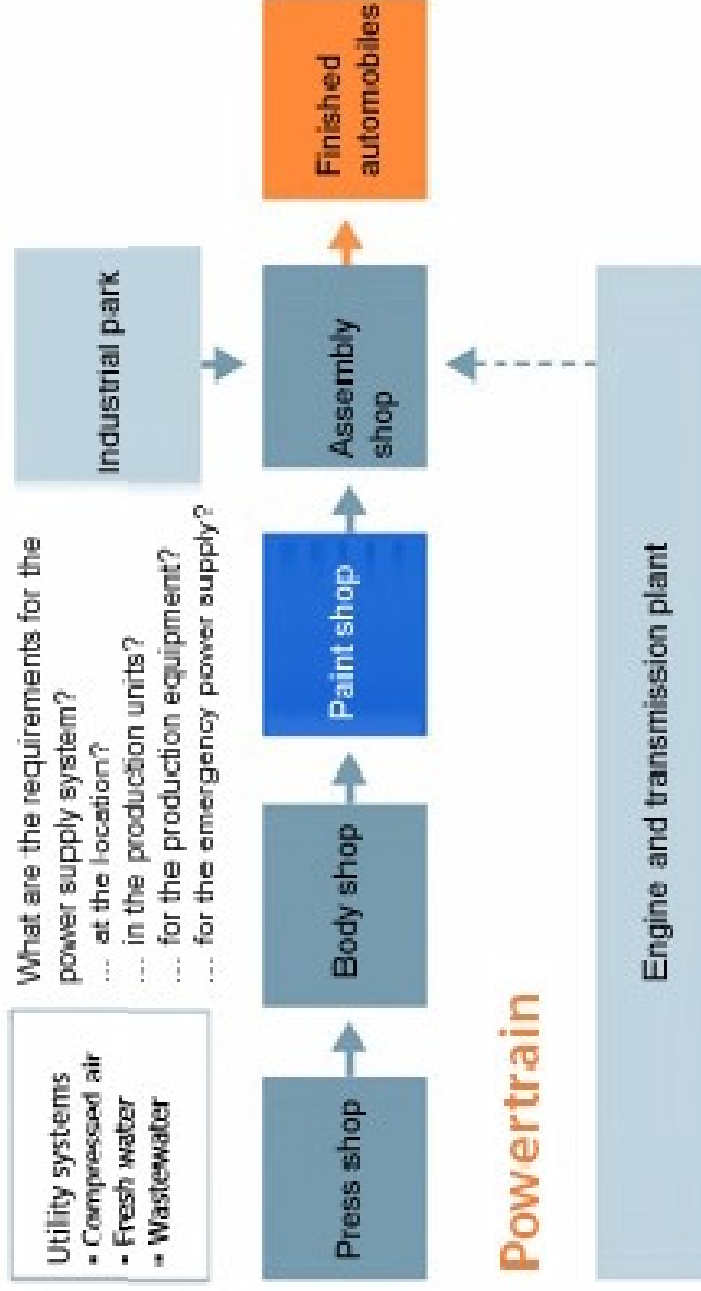 Utility systems
• Compressed air
• Fresh water
• Wastewater
What are the requirements for the
power supply system?
... at the location?
... in the production units?
... for the production equipment?
... for the emergency power supply?
Industrial park
Press shop
Body shop
Paint shop
Assembly
shop
Finished
automobiles
Powertrain
Engine and transmission plant